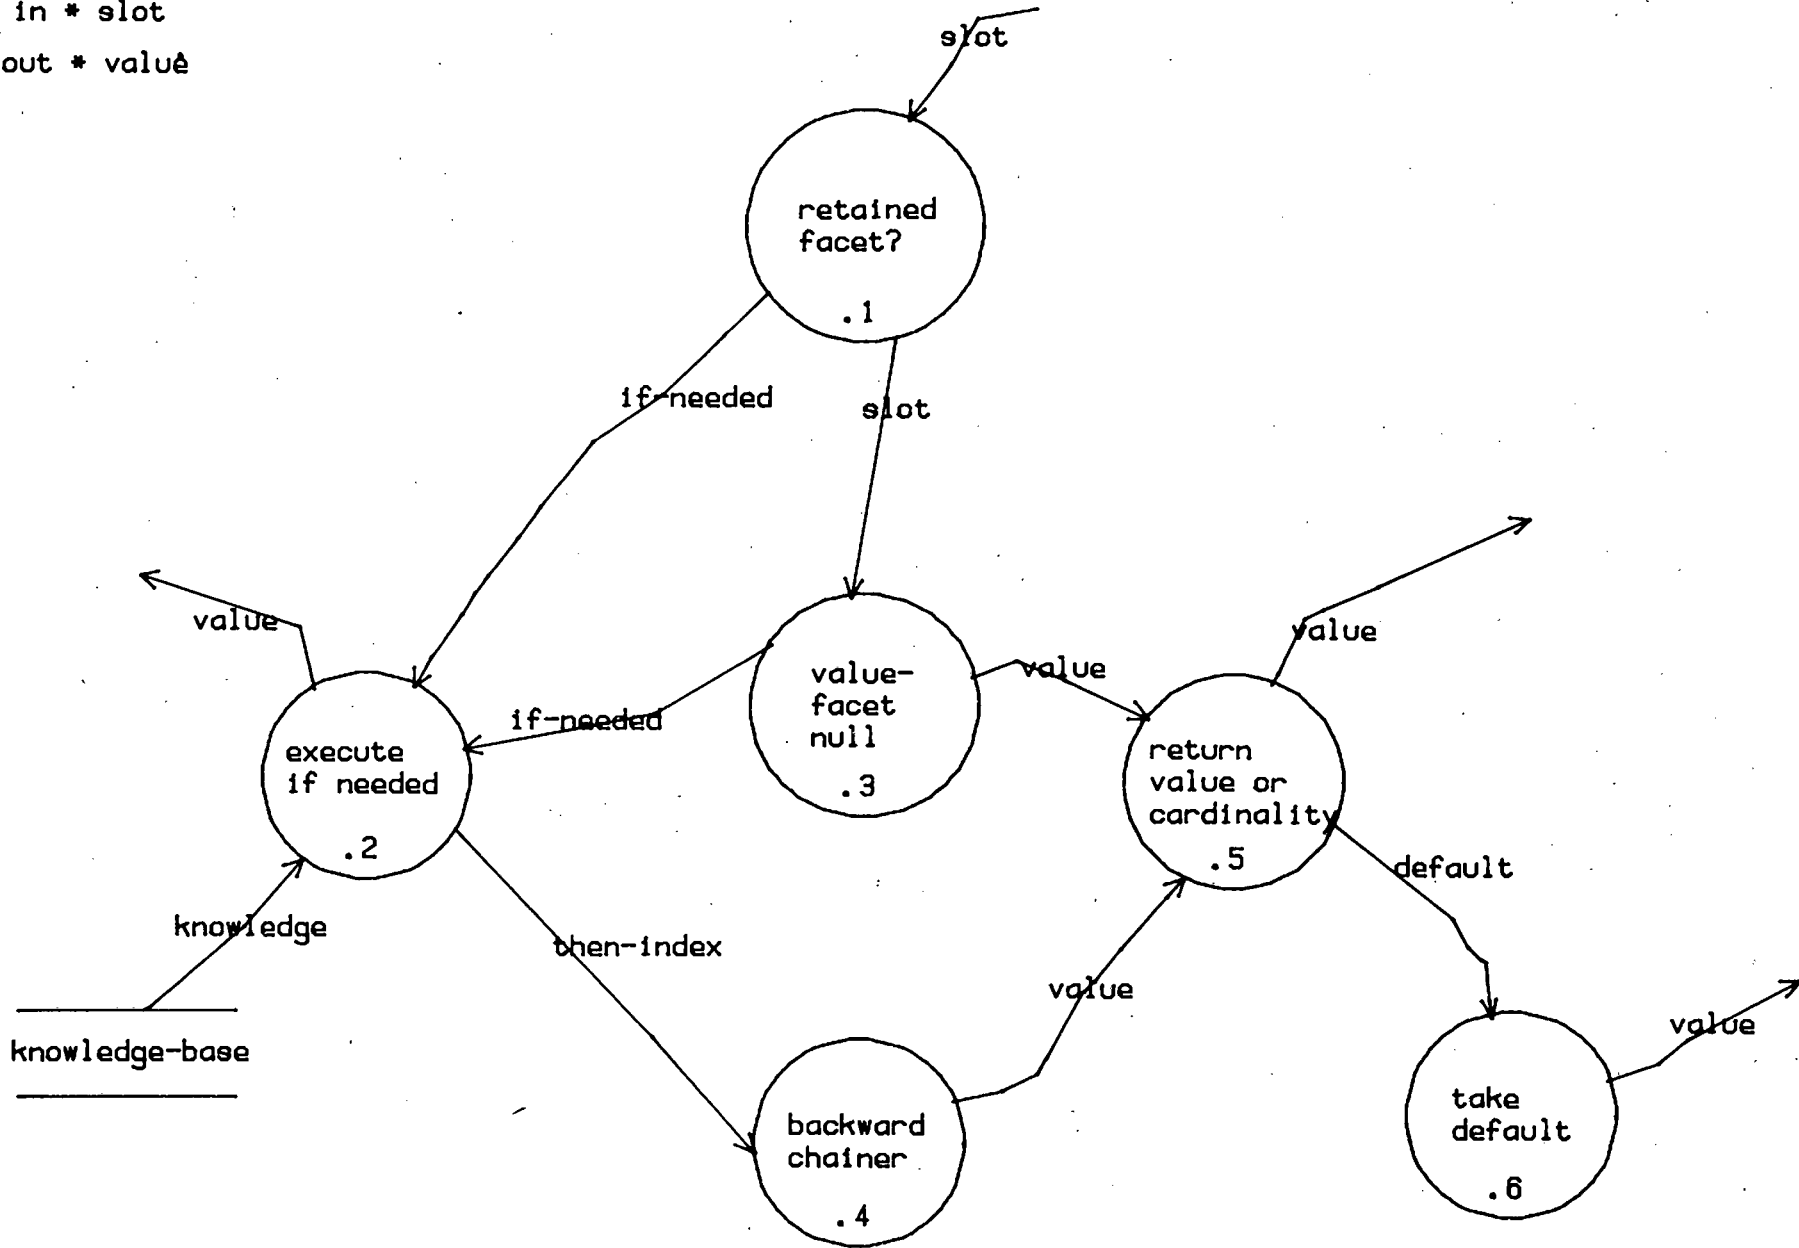 in * slot
out * value
slot
retained
facet?
.1
if-needed
slot
value
value
value-
facet
null
.3
value
if-needed
execute
if needed
.2
return
value or
cardinality
.5
default
knowledge
then-index
value
knowledge-base
value
backward
chainer
.4
take
default
.6